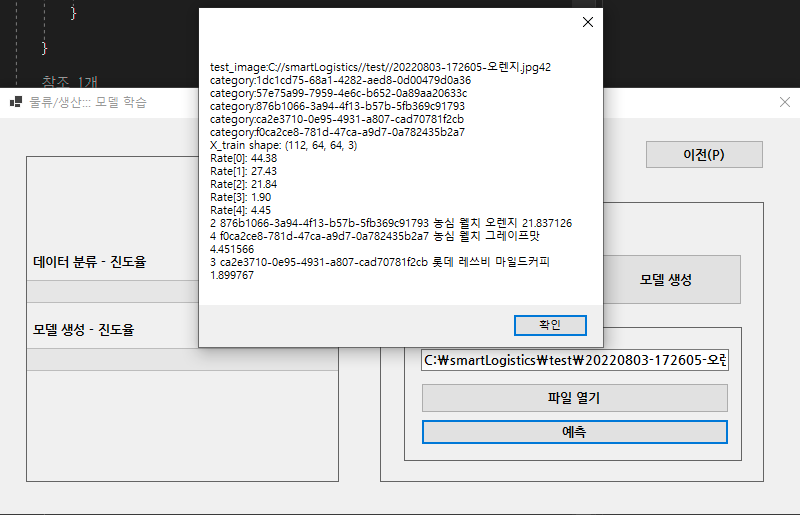 }
}
참조 1개
물류/생산::: 모델 학습
test_image:C://smartLogistics//test//20220803-172605-오렌지.jpg42
category:1dc1cd75-68a1-4282-aed8-0d00479d0a36
category:57e75a99-7959-4e6c-b652-0a89aa20633c
category:876b1066-3a94-4f13-b57b-5fb369c91793
category:ca2e3710-0e95-4931-a807-cad70781f2cb
category:f0ca2ce8-781d-47ca-a9d7-0a782435b2a7
X_train shape: (112, 64, 64, 3)
Rate[0]: 44.38
Rate[1]: 27.43
Rate[2]: 21.84
Rate[3]: 1.90
Rate[4]: 4.45
2 876b1066-3a94-4f13-b57b-5fb369c91793 농심 웰치 오렌지 21.837126
4 f0ca2ce8-781d-47ca-a9d7-0a782435b2a7 농심 웰치 그레이프맛
4.451566
3 ca2e3710-0e95-4931-a807-cad70781f2cb 롯데 레쓰비 마일드커피
1.899767
확인
이전(P)
데이터 분류 - 진도율
모델 생성 - 진도율
모델 생성
C:₩smartLogistics₩test₩20220803-172605-오렌
파일 열기
예측